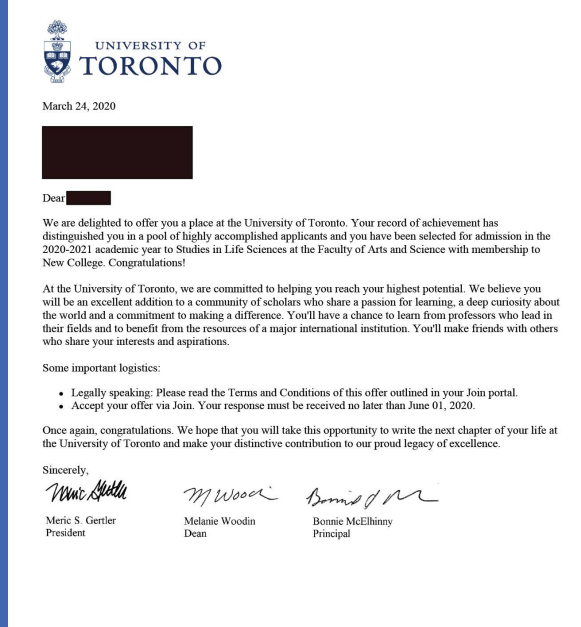 UNIVERSITY OF
TORONTO
March 24, 2020
Dear
We are delighted to offer you a place at the University of Toronto. Your record of achievement has
distinguished you in a pool of highly accomplished applicants and you have been selected for admission in the
2020-2021 academic year to Studies in Life Sciences at the Faculty of Arts and Science with membership to
New College. Congratulations!
At the University of Toronto, we are committed to helping you reach your highest potential. We believe you
will be an excellent addition to a community of scholars who share a passion for learning, a deep curiosity about
the world and a commitment to making a difference. You'll have a chance to learn from professors who lead in
their fields and to benefit from the resources of a major international institution. You'll make friends with others
who share your interests and aspirations.
Some important logistics:
• Legally speaking: Please read the Terms and Conditions of this offer outlined in your Join portal.
• Accept your offer via Join. Your response must be received no later than June 01, 2020.
Once again, congratulations. We hope that you will take this opportunity to write the next chapter of your life at
the University of Toronto and make your distinctive contribution to our proud legacy of excellence.
Sincerely,
Meric S. Gertler Melanie Woodin Bonnie McElhinny
President Dean Principal